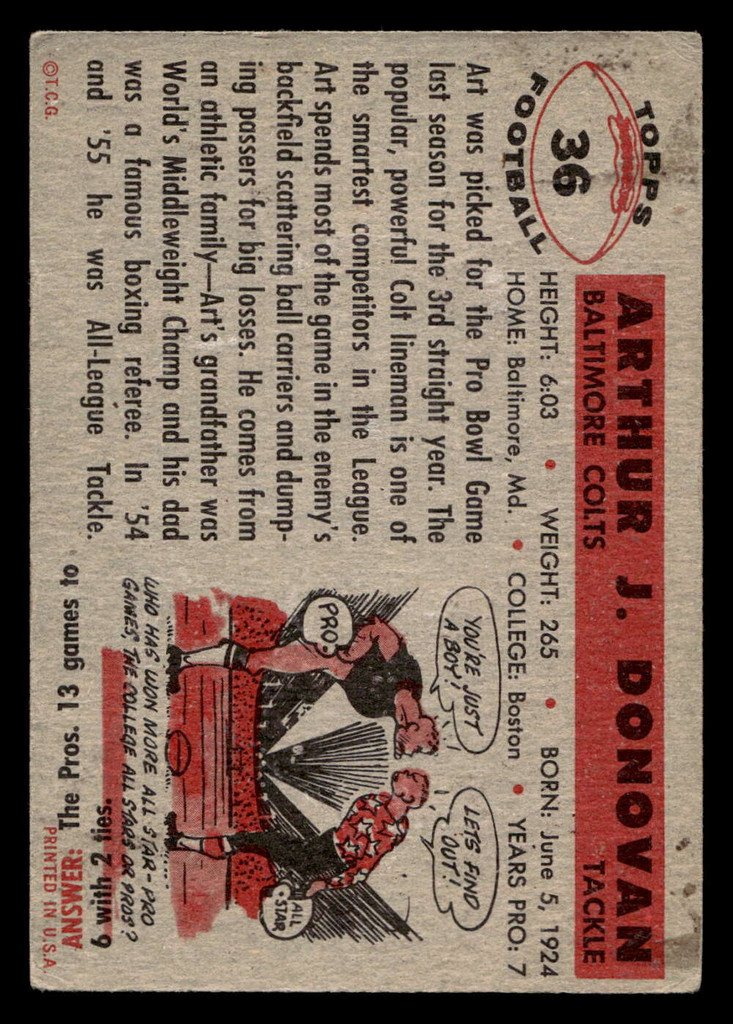 TOPPS
36
FOOTBALL
ARTHUR J. DONOVAN
BALTIMORE COLTS TACKLE
HEIGHT: 6:03 • WEIGHT: 265 • BORN: June 5, 1924
HOME: Baltimore, Md. • COLLEGE: Boston • YEARS PRO: 7
Art was picked for the Pro Bowl Game
last season for the 3rd straight year. The
popular, powerful Colt lineman is one of
the smartest competitors in the League.
Art spends most of the game in the enemy's
backfield scattering ball carriers and dump-
ing passers for big losses. He comes from
an athletic family—Art's grandfather was
World's Middleweight Champ and his dad
was a famous boxing referee. In '54
and '55 he was All-League Tackle.
YOU'RE JUST
A BOY!
LETS FIND
OUT!
PRO
ALL
STAR
WHO HAS WON MORE ALL STAR-PRO
GAMES, THE COLLEGE ALL STARS OR PROS?
ANSWER: The Pros. 13 games to
6 with 2 ties.
©T.C.G. PRINTED IN U.S.A.